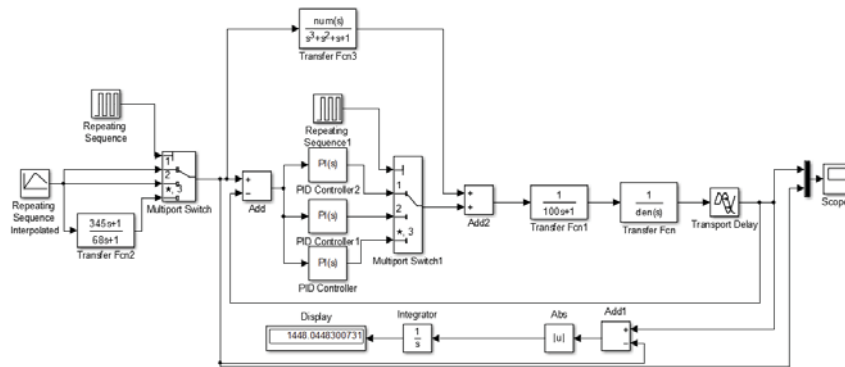 num(s)
s³+s²+s+1
Transfer Fcn3
Repeating
Sequence
Repeating
Sequence1
1
2
*, 3
Multiport Switch
Repeating
Sequence
Interpolated
345s+1
68s+1
Transfer Fcn2
+
−
Add
PI(s)
PID Controller2
PI(s)
PID Controller1
PI(s)
PID Controller
1
2
*, 3
Multiport Switch1
+
+
Add2
1
100s+1
Transfer Fcn1
1
den(s)
Transfer Fcn
Transport Delay
Scope
Display
1448.0448300731
Integrator
1
s
Abs
|u|
Add1
+
−